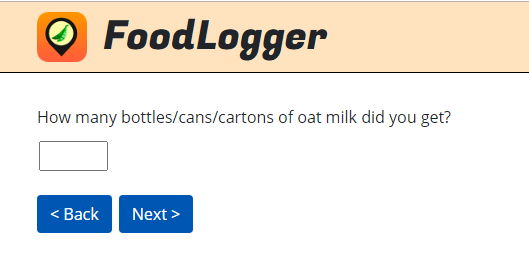 FoodLogger
How many bottles/cans/cartons of oat milk did you get?
< Back Next >